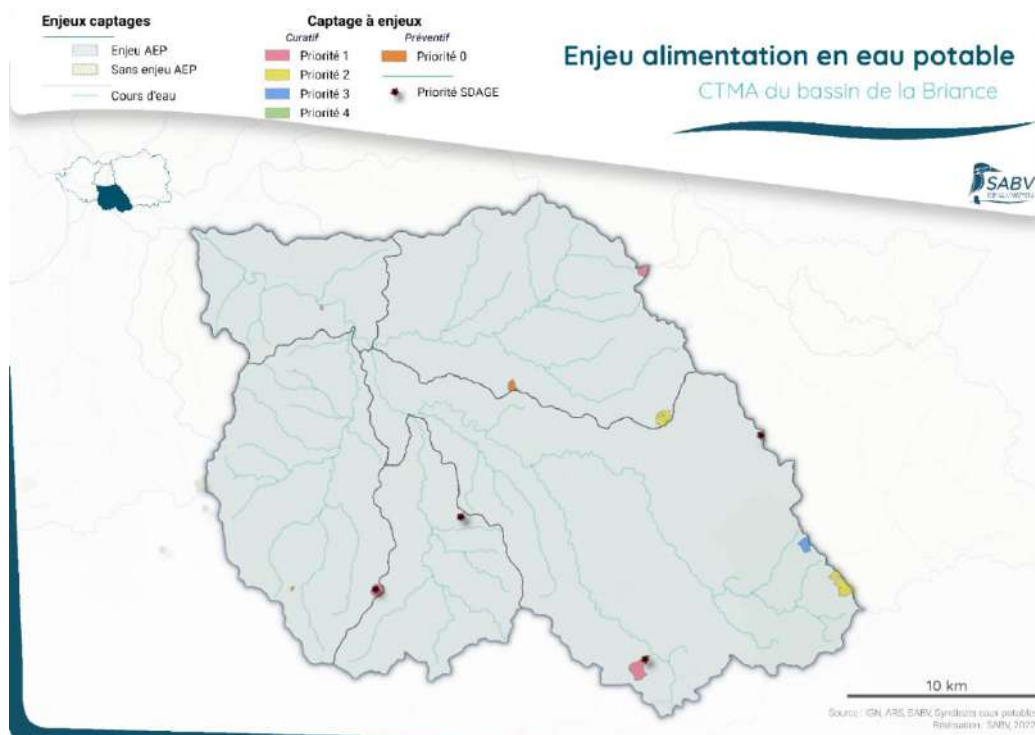 Enjeux captages
Enjeu AEP
Sans enjeu AEP
Cours d'eau
Captage à enjeux
Curatif
Priorité 1
Priorité 2
Priorité 3
Priorité 4
Préventif
Priorité 0
Priorité SDAGE
Enjeu alimentation en eau potable
CTMA du bassin de la Briance
SABV
10 km
Source : IGN, ARS, SABV, Syndicats eaux potables
Réalisation : SABV, 2022